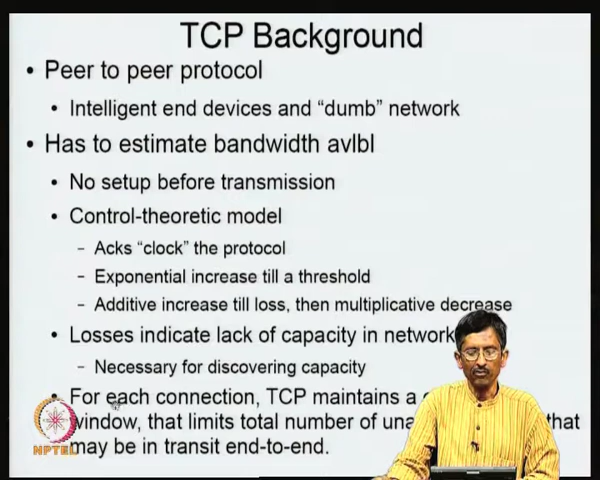 TCP Background
• Peer to peer protocol
• Intelligent end devices and “dumb” network
• Has to estimate bandwidth avlbl
• No setup before transmission
• Control-theoretic model
– Acks “clock” the protocol
– Exponential increase till a threshold
– Additive increase till loss, then multiplicative decrease
• Losses indicate lack of capacity in network
– Necessary for discovering capacity
• For each connection, TCP maintains a
window, that limits total number of that
may be in transit end-to-end.
NPTEL